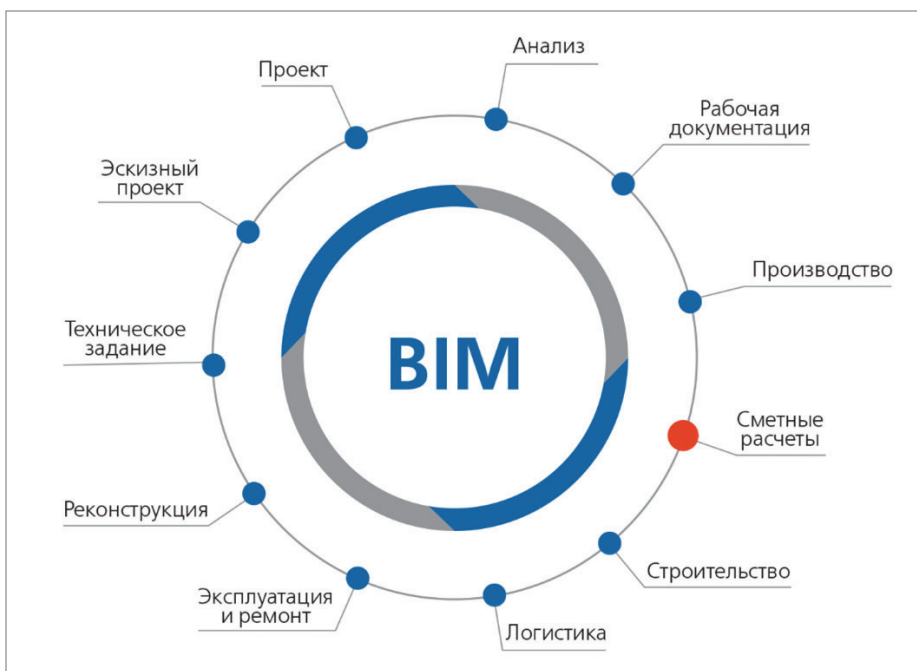 Анализ
Проект
Рабочая
документация
Эскизный
проект
Производство
Техническое
задание
BIM
Сметные
расчеты
Реконструкция
Строительство
Эксплуатация
и ремонт
Логистика